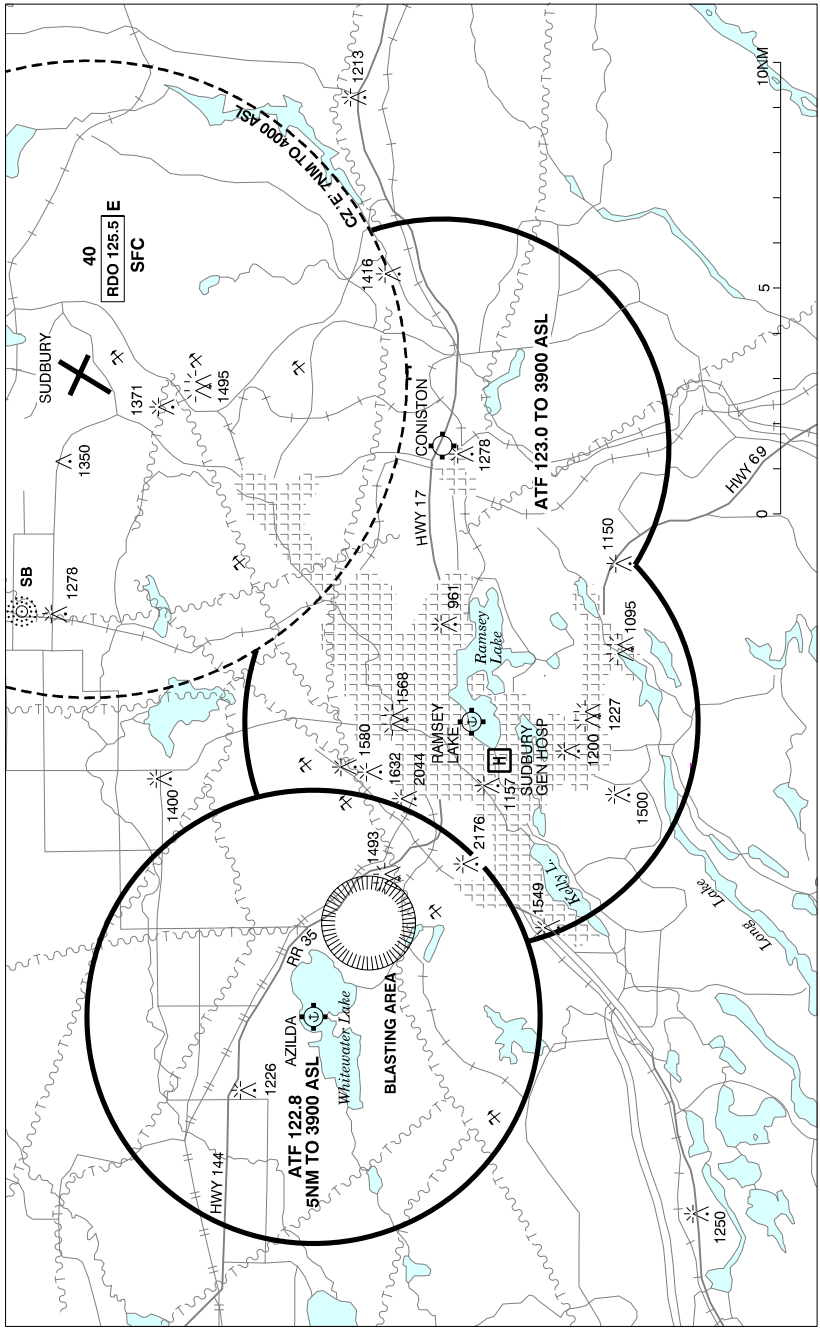 SB
1278
1350
SUDBURY
1371
1495
40
RDO 125.5 E
SFC
CZ 'E' 7NM TO 4000 ASL
1213
1416
1400
1580
1632
2044
1568
RAMSEY
LAKE
961
Ramsey
Lake
HWY 17
CONISTON
1278
ATF 123.0 TO 3900 ASL
1157
SUDBURY
GEN HOSP
H
1200
1227
1095
1150
1500
2176
1549
Kelly L.
Long
Lake
HWY 69
0
5
10NM
1493
RR 35
BLASTING AREA
AZILDA
Whitewater Lake
ATF 122.8
5NM TO 3900 ASL
1226
HWY 144
1250